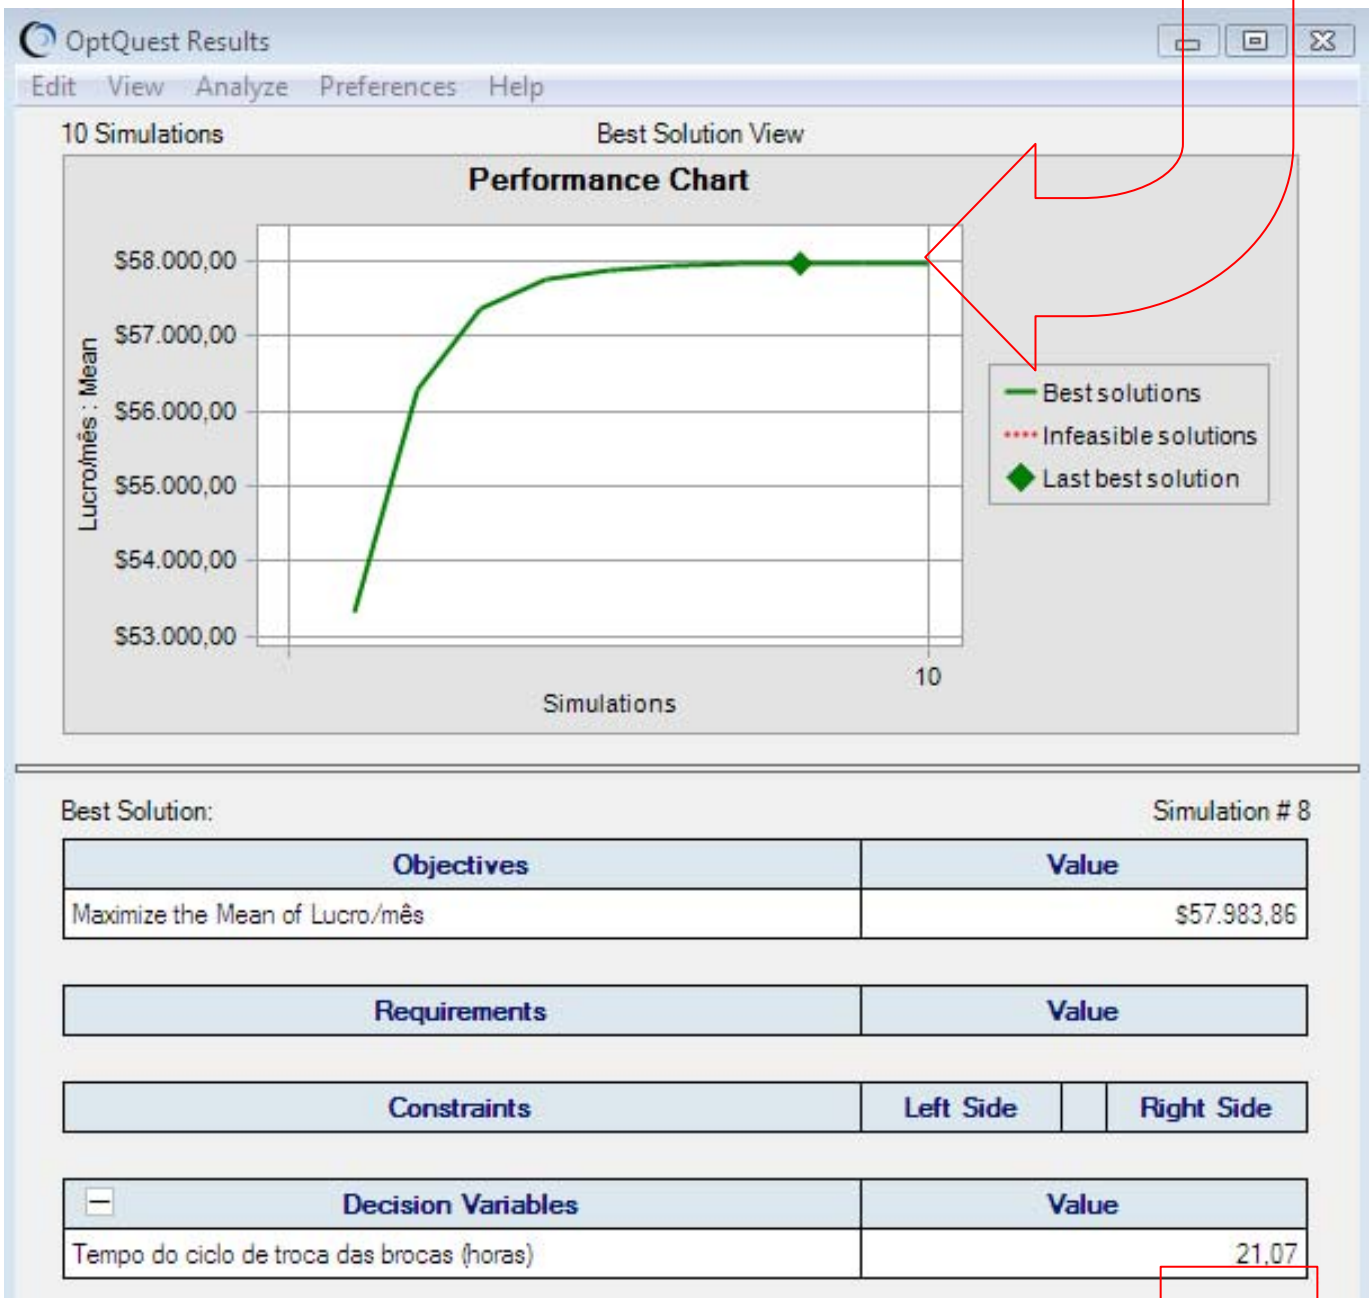 OptQuest Results
Edit View Analyze Preferences Help
10 Simulations Best Solution View
Performance Chart
$58.000,00
$57.000,00
$56.000,00
$55.000,00
$54.000,00
$53.000,00
Lucro/mês : Mean
10
Simulations
Best solutions
Infeasible solutions
Last best solution
Best Solution: Simulation # 8
Objectives Value
Maximize the Mean of Lucro/mês $57.983,86
Requirements Value
Constraints Left Side Right Side
Decision Variables Value
Tempo do ciclo de troca das brocas (horas) 21,07